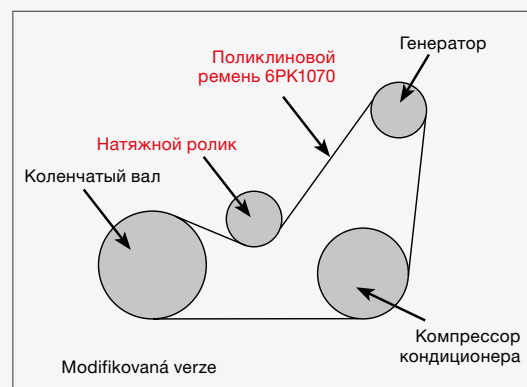 Поликлиновой
ремень 6PK1070
Генератор
Натяжной ролик
Коленчатый вал
Компрессор
кондиционера
Modifikovaná verze